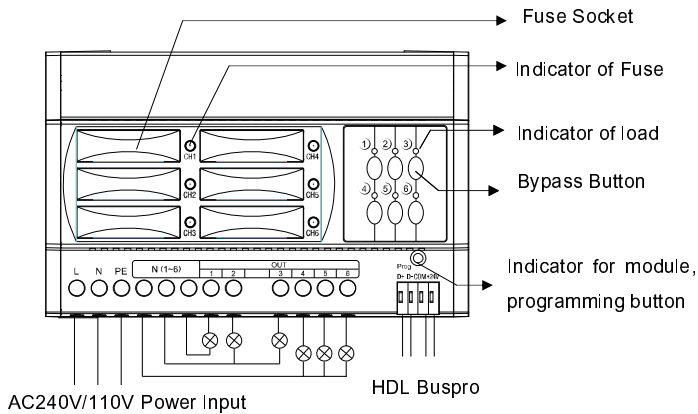 Fuse Socket
Indicator of Fuse
Indicator of load
Bypass Button
CH1
CH4
CH2
CH5
CH3
CH6
1 2 3
4 5 6
Indicator for module,
programming button
Prog
D+ D- COM +24V
L N PE N (1~6) OUT
1 2 3 4 5 6
HDL Buspro
AC240V/110V Power Input